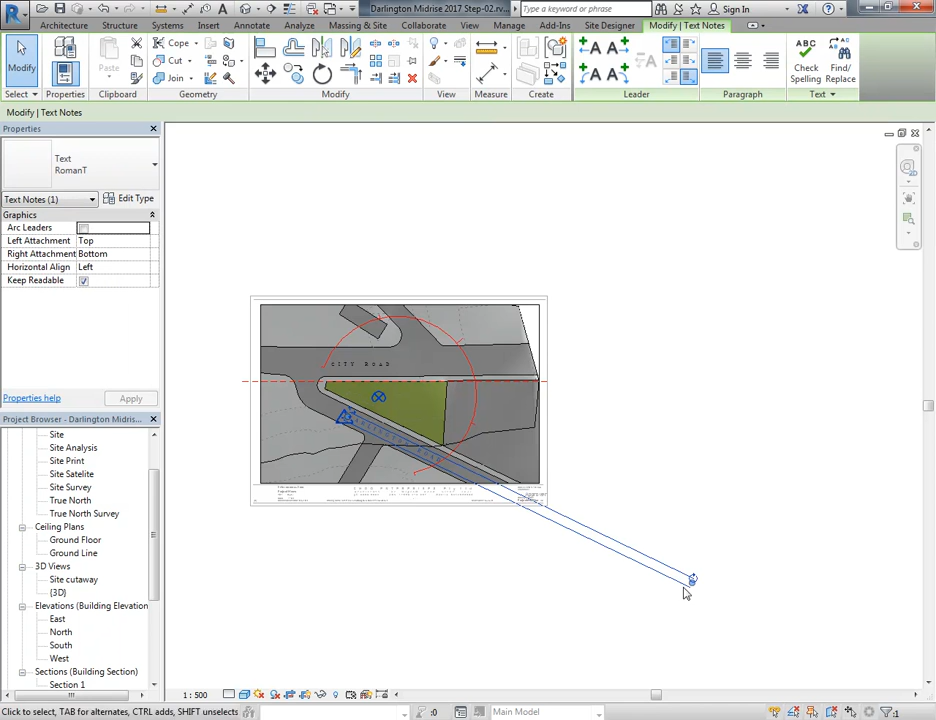 Darlington Midrise 2017 Step-02.rv...
Type a keyword or phrase
Sign In
Architecture Structure Systems Insert Annotate Analyze Massing & Site Collaborate View Manage Add-Ins Site Designer Modify | Text Notes
Modify
Properties
Paste
Cope
Cut
Join
ABC
Check Spelling
Find/ Replace
Select Properties Clipboard Geometry Modify View Measure Create Leader Paragraph Text
Modify | Text Notes
Properties
Text
RomanT
Text Notes (1) Edit Type
Graphics
Arc Leaders
Left Attachment Top
Right Attachment Bottom
Horizontal Align Left
Keep Readable
Properties help Apply
Project Browser - Darlington Midris...
Site
Site Analysis
Site Print
Site Satelite
Site Survey
True North
True North Survey
Ceiling Plans
Ground Floor
Ground Line
3D Views
Site cutaway
{3D}
Elevations (Building Elevation
East
North
South
West
Sections (Building Section)
Section 1
CITY ROAD
1 : 500
Click to select, TAB for alternates, CTRL adds, SHIFT unselects
:0
Main Model
:1